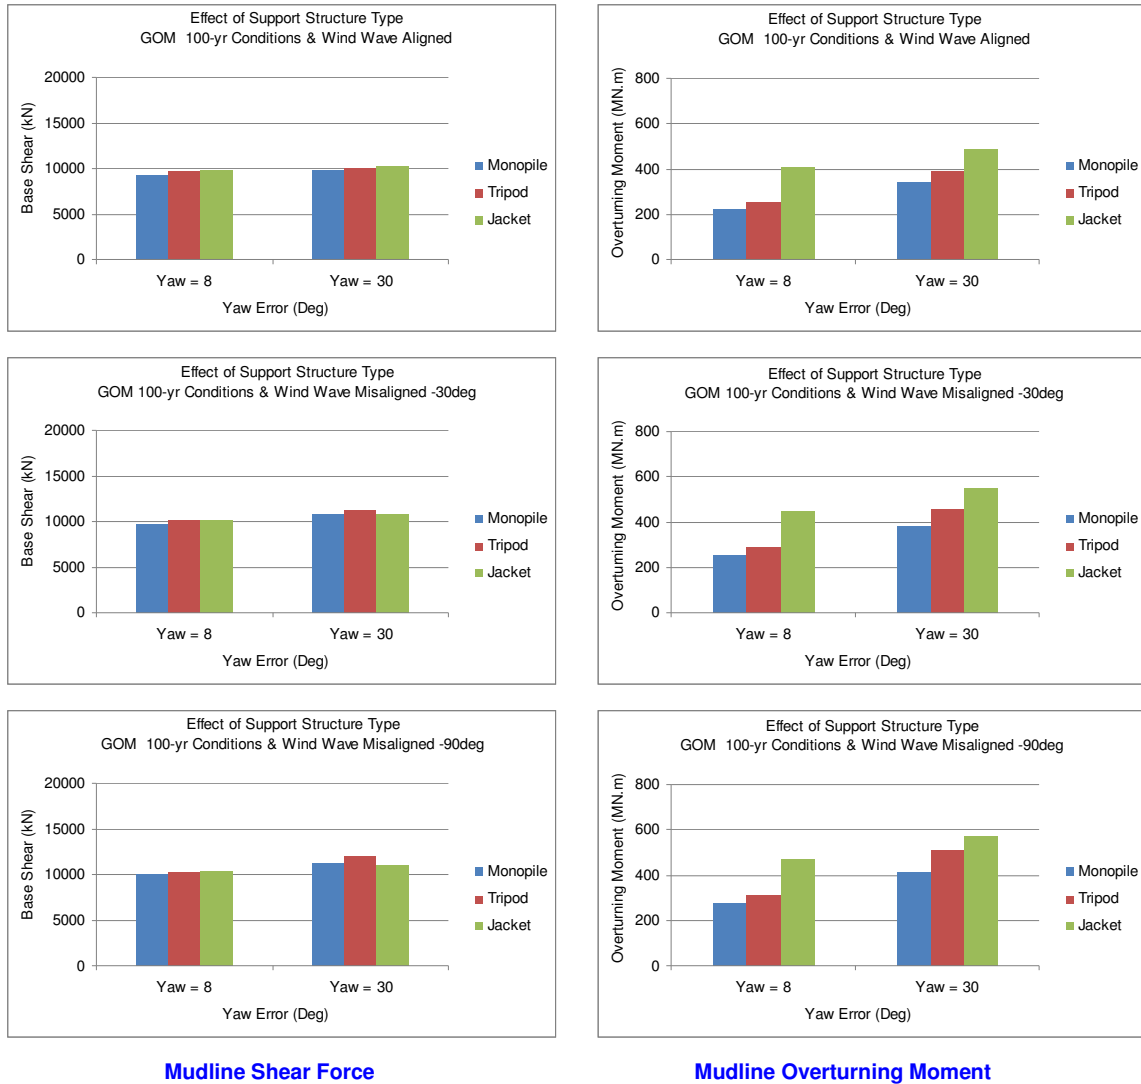 Effect of Support Structure Type
GOM  100-yr Conditions & Wind Wave Aligned
20000
15000
10000
5000
0
Base Shear (kN)
Yaw = 8
Yaw = 30
Yaw Error (Deg)
Monopile
Tripod
Jacket
Effect of Support Structure Type
GOM  100-yr Conditions & Wind Wave Aligned
800
600
400
200
0
Overturning Moment (MN.m)
Yaw = 8
Yaw = 30
Yaw Error (Deg)
Monopile
Tripod
Jacket
Effect of Support Structure Type
GOM 100-yr Conditions & Wind Wave Misaligned -30deg
20000
15000
10000
5000
0
Base Shear (kN)
Yaw = 8
Yaw = 30
Yaw Error (Deg)
Monopile
Tripod
Jacket
Effect of Support Structure Type
GOM 100-yr Conditions & Wind Wave Misaligned -30deg
800
600
400
200
0
Overturning Moment (MN.m)
Yaw = 8
Yaw = 30
Yaw Error (Deg)
Monopile
Tripod
Jacket
Effect of Support Structure Type
GOM  100-yr Conditions & Wind Wave Misaligned -90deg
20000
15000
10000
5000
0
Base Shear (kN)
Yaw = 8
Yaw = 30
Yaw Error (Deg)
Monopile
Tripod
Jacket
Effect of Support Structure Type
GOM  100-yr Conditions & Wind Wave Misaligned -90deg
800
600
400
200
0
Overturning Moment (MN.m)
Yaw = 8
Yaw = 30
Yaw Error (Deg)
Monopile
Tripod
Jacket
Mudline Shear Force
Mudline Overturning Moment